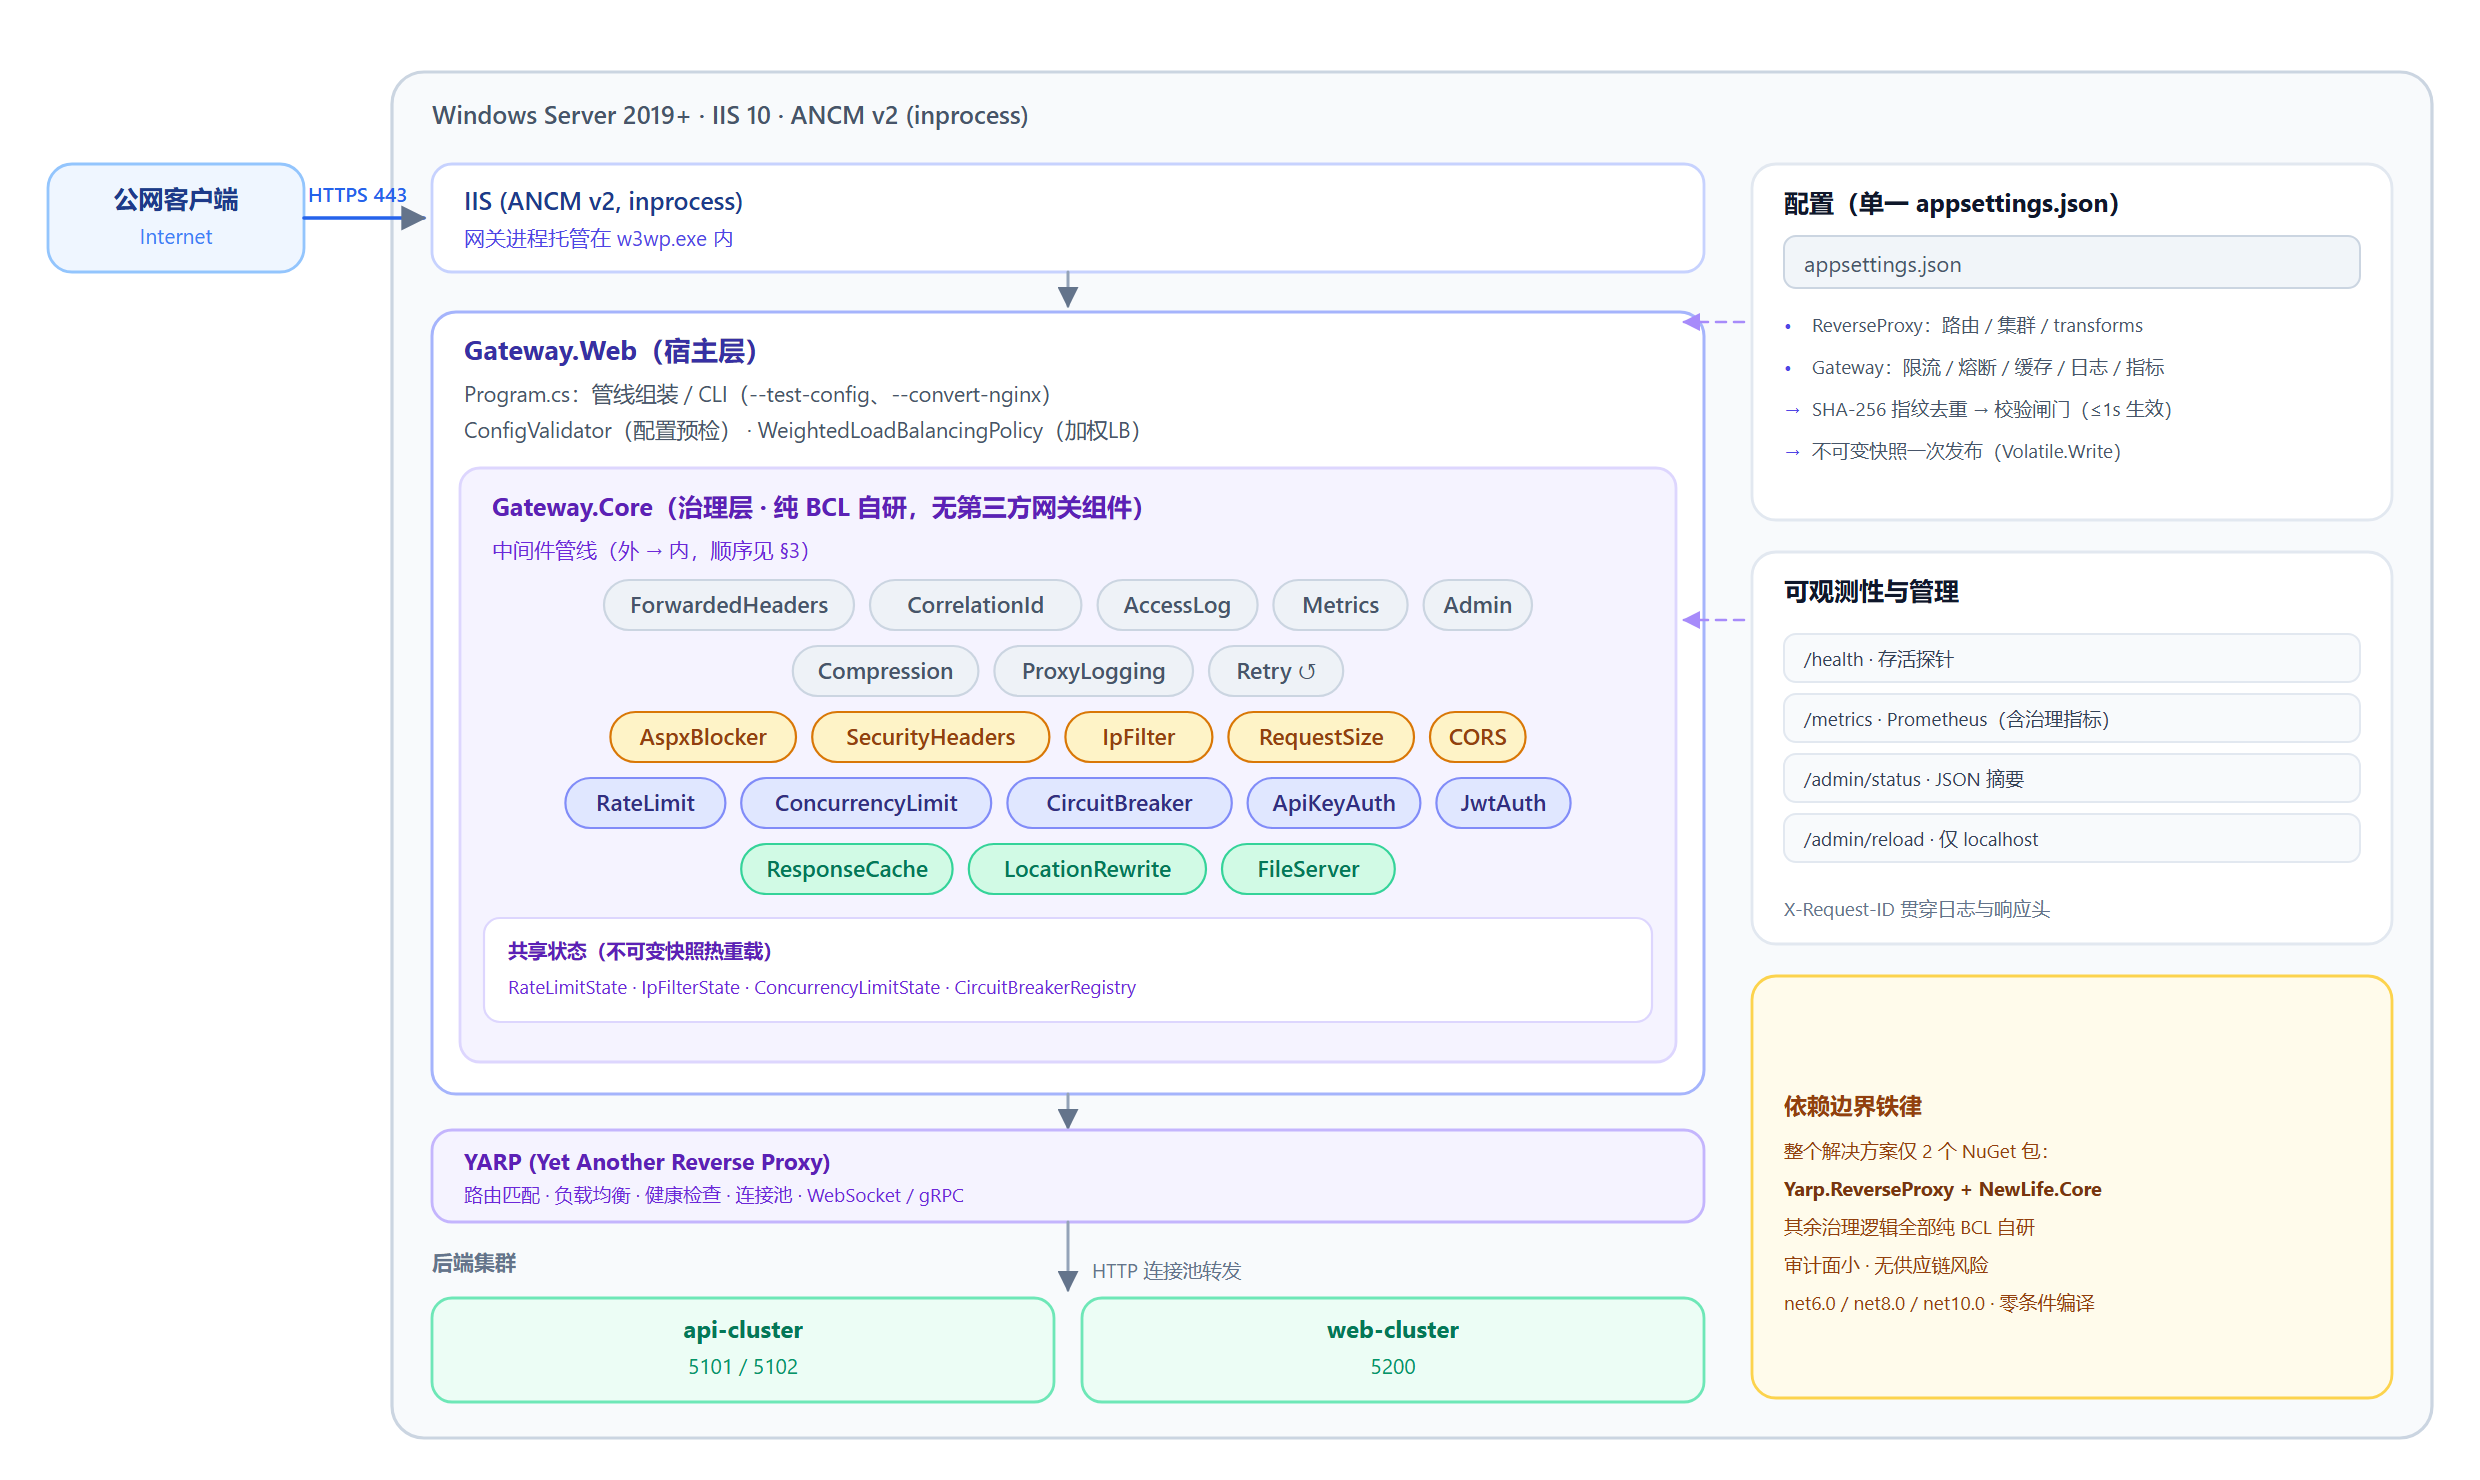 Windows Server 2019+ · IIS 10 · ANCM v2 (inprocess)
公网客户端
Internet
HTTPS 443
IIS (ANCM v2, inprocess)
网关进程托管在 w3wp.exe 内
Gateway.Web（宿主层）
Program.cs：管线组装 / CLI（--test-config、--convert-nginx）
ConfigValidator（配置预检） · WeightedLoadBalancingPolicy（加权LB）
Gateway.Core（治理层 · 纯 BCL 自研，无第三方网关组件）
中间件管线（外 → 内，顺序见 §3）
ForwardedHeaders CorrelationId AccessLog Metrics Admin
Compression ProxyLogging Retry ↺
AspxBlocker SecurityHeaders IpFilter RequestSize CORS
RateLimit ConcurrencyLimit CircuitBreaker ApiKeyAuth JwtAuth
ResponseCache LocationRewrite FileServer
共享状态（不可变快照热重载）
RateLimitState · IpFilterState · ConcurrencyLimitState · CircuitBreakerRegistry
YARP (Yet Another Reverse Proxy)
路由匹配 · 负载均衡 · 健康检查 · 连接池 · WebSocket / gRPC
后端集群
HTTP 连接池转发
api-cluster
5101 / 5102
web-cluster
5200
配置（单一 appsettings.json）
appsettings.json
• ReverseProxy：路由 / 集群 / transforms
• Gateway：限流 / 熔断 / 缓存 / 日志 / 指标
→ SHA-256 指纹去重 → 校验闸门（≤1s 生效）
→ 不可变快照一次发布（Volatile.Write）
可观测性与管理
/health · 存活探针
/metrics · Prometheus（含治理指标）
/admin/status · JSON 摘要
/admin/reload · 仅 localhost
X-Request-ID 贯穿日志与响应头
依赖边界铁律
整个解决方案仅 2 个 NuGet 包：
Yarp.ReverseProxy + NewLife.Core
其余治理逻辑全部纯 BCL 自研
审计面小 · 无供应链风险
net6.0 / net8.0 / net10.0 · 零条件编译